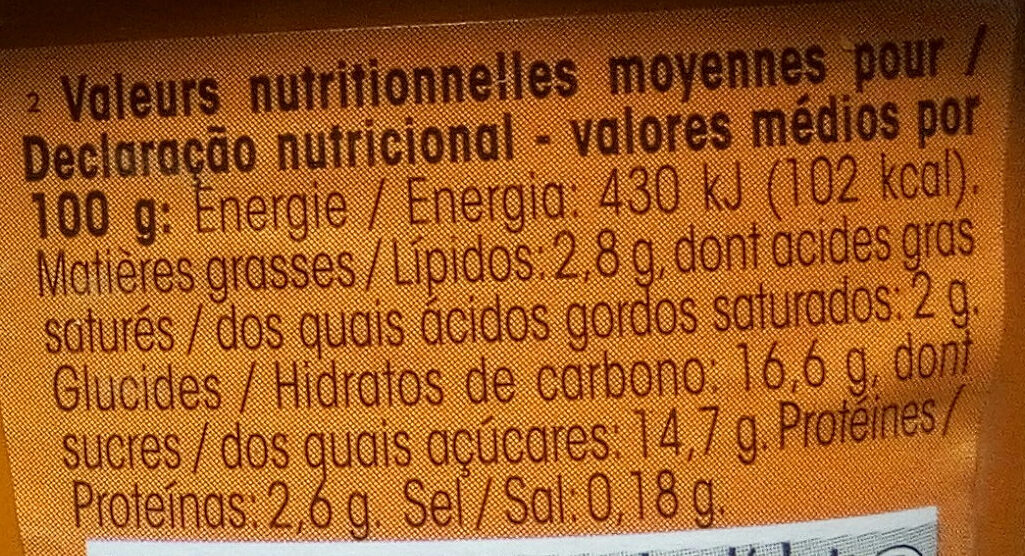 ² Valeurs nutritionnelles moyennes pour /
Declaração nutricional - valores médios por
100 g: Énergie / Energia: 430 kJ (102 kcal).
Matières grasses / Lípidos: 2,8 g, dont acides gras
saturés / dos quais ácidos gordos saturados: 2 g.
Glucides / Hidratos de carbono: 16,6 g, dont
sucres / dos quais açúcares: 14,7 g. Protéines /
Proteínas: 2,6 g. Sel / Sal: 0,18 g.